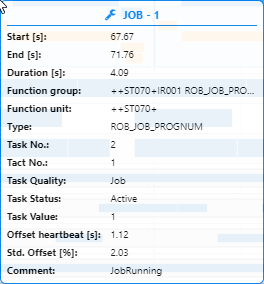 JOB - 1
Start [s]: 67.67
End [s]: 71.76
Duration [s]: 4.09
Function group: ++ST070+IR001 ROB_JOB_PRO...
Function unit: ++ST070+
Type: ROB_JOB_PROGNUM
Task No.: 2
Tact No.: 1
Task Quality: Job
Task Status: Active
Task Value: 1
Offset heartbeat [s]: 1.12
Std. Offset [%]: 2.03
Comment: JobRunning